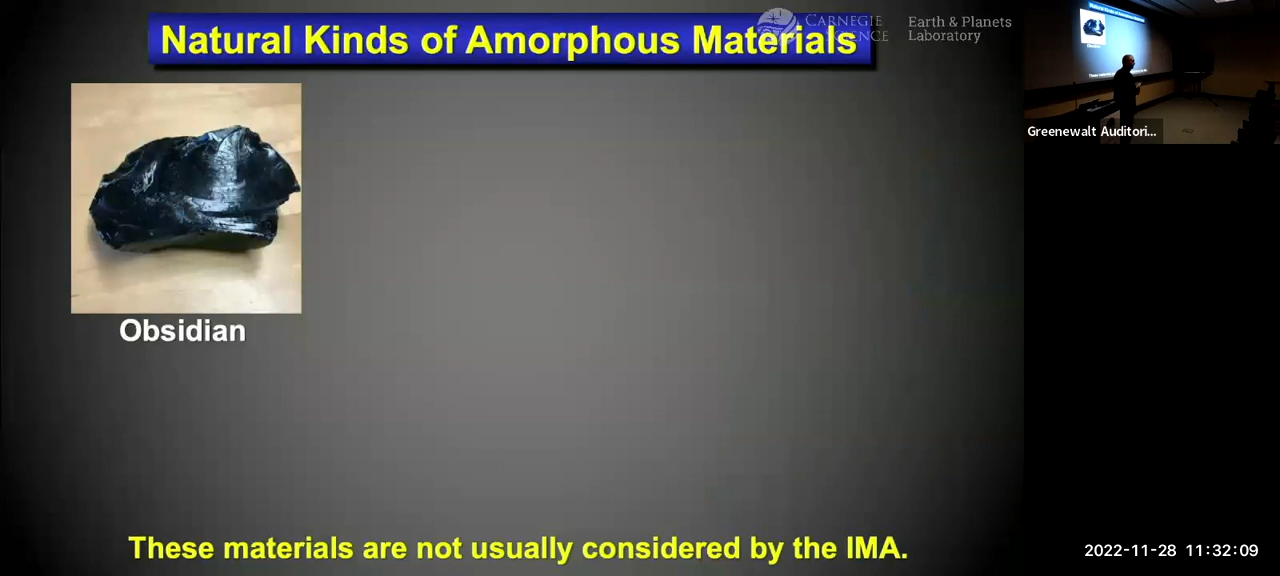 Natural Kinds of Amorphous Materials
CARNEGIE
SCIENCE
Earth & Planets
Laboratory
Greenewalt Auditori...
Obsidian
These materials are not usually considered by the IMA.
2022-11-28 11:32:09